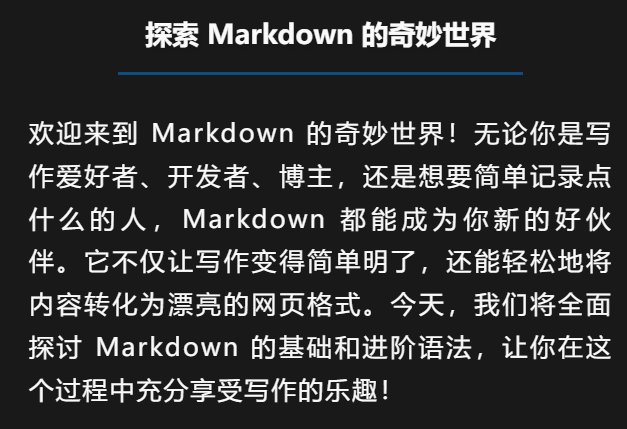 探索 Markdown 的奇妙世界
欢迎来到 Markdown 的奇妙世界！无论你是写
作爱好者、开发者、博主，还是想要简单记录点
什么的人，Markdown 都能成为你新的好伙
伴。它不仅让写作变得简单明了，还能轻松地将
内容转化为漂亮的网页格式。今天，我们将全面
探讨 Markdown 的基础和进阶语法，让你在这
个过程中充分享受写作的乐趣！